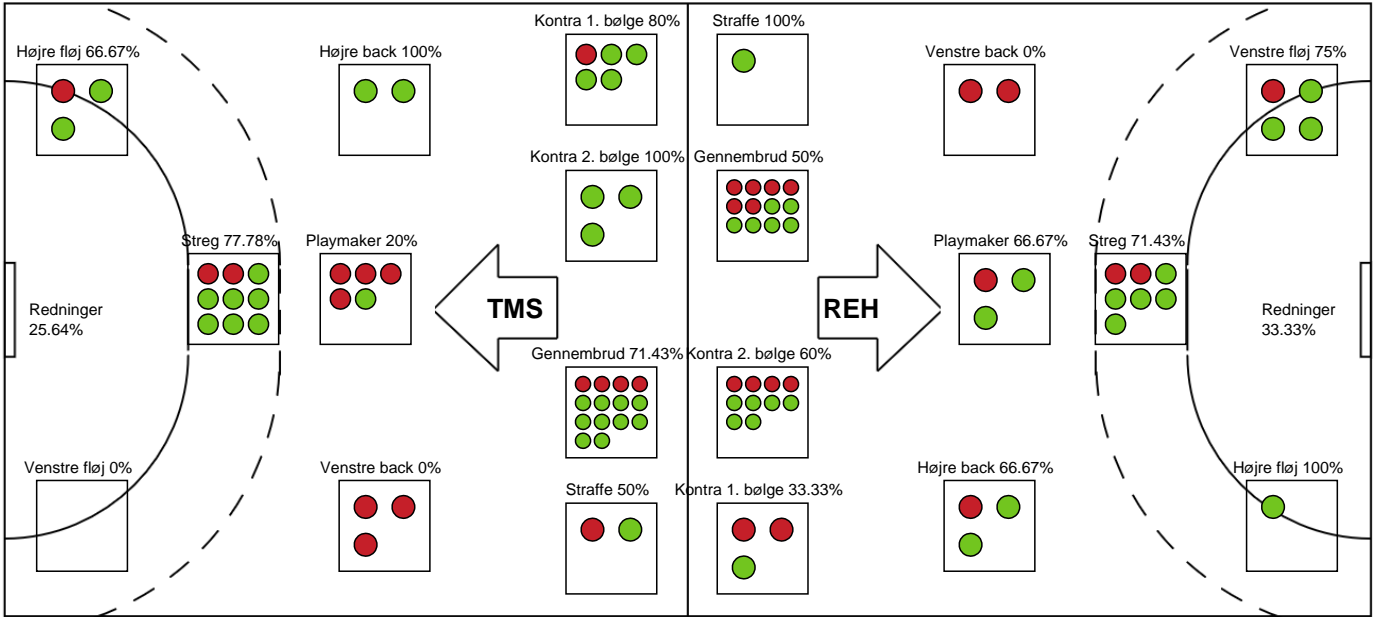 Kontra 1. bølge 80%
Straffe 100%
Højre fløj 66.67%
Højre back 100%
Venstre back 0%
Venstre fløj 75%
Kontra 2. bølge 100%
Gennembrud 50%
Streg 77.78%
Playmaker 20%
Playmaker 66.67%
Streg 71.43%
Redninger
25.64%
TMS
REH
Redninger
33.33%
Gennembrud 71.43%
Kontra 2. bølge 60%
Venstre fløj 0%
Venstre back 0%
Straffe 50%
Kontra 1. bølge 33.33%
Højre back 66.67%
Højre fløj 100%